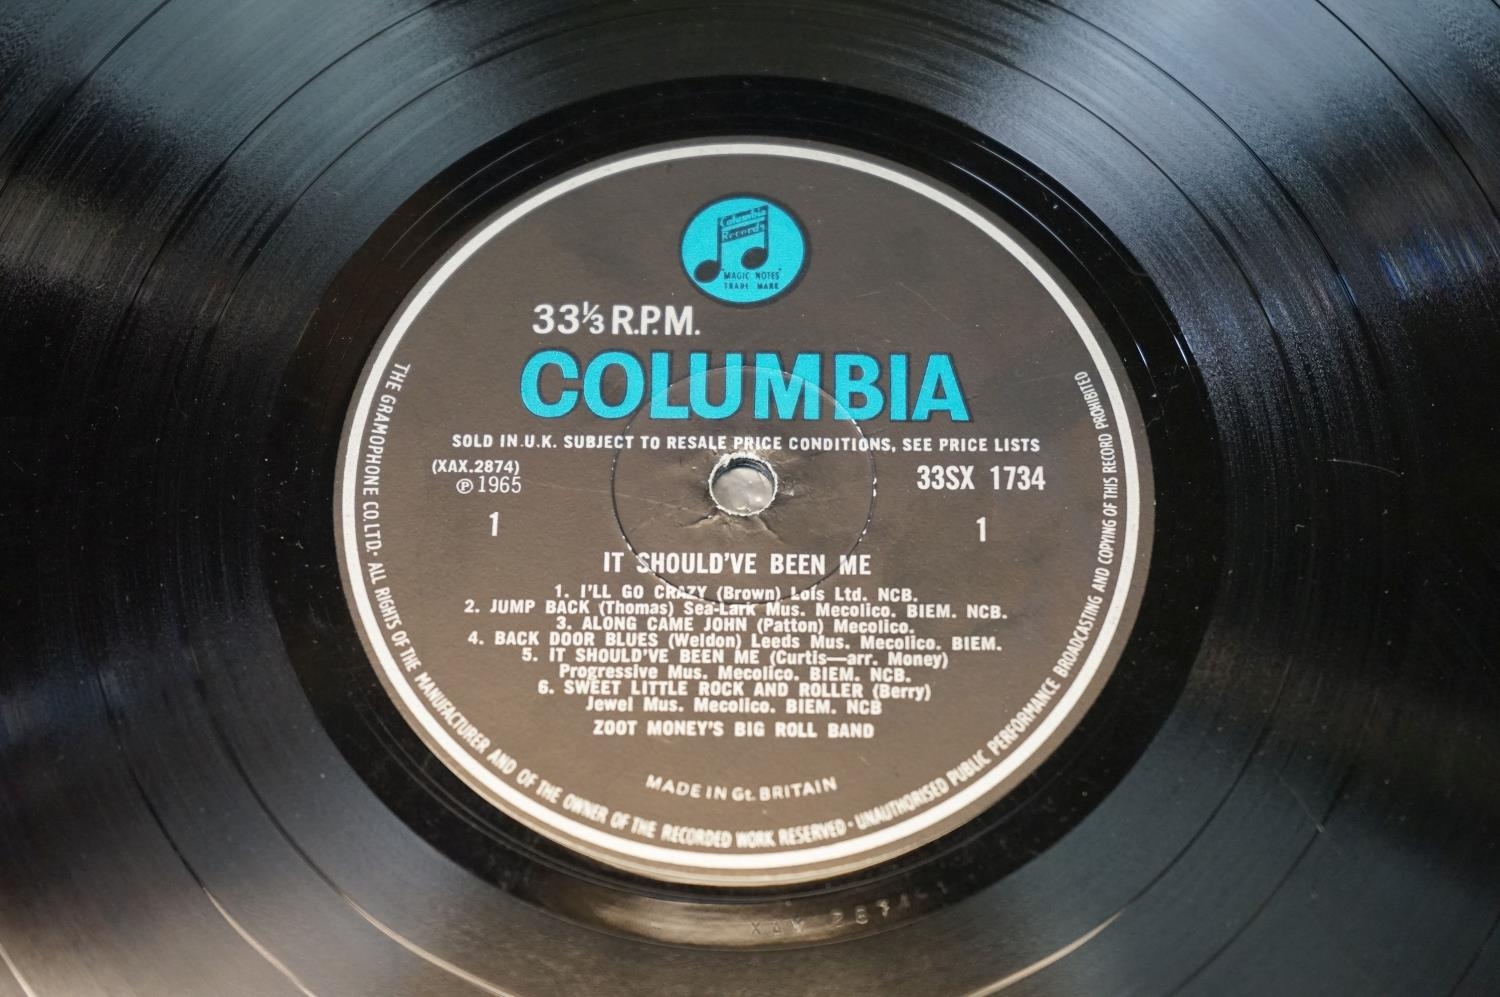 Columbia
Records
"MAGIC NOTES"
TRADE MARK
33⅓ R.P.M.
COLUMBIA
SOLD IN U.K. SUBJECT TO RESALE PRICE CONDITIONS, SEE PRICE LISTS
(XAX.2874) 33SX 1734
℗ 1965
1 1
IT SHOULD'VE BEEN ME
1. I'LL GO CRAZY (Brown) Lois Ltd. NCB.
2. JUMP BACK (Thomas) Sea-Lark Mus. Mecolico. BIEM. NCB.
3. ALONG CAME JOHN (Patton) Mecolico.
4. BACK DOOR BLUES (Weldon) Leeds Mus. Mecolico. BIEM.
5. IT SHOULD'VE BEEN ME (Curtis—arr. Money)
Progressive Mus. Mecolico. BIEM. NCB.
6. SWEET LITTLE ROCK AND ROLLER (Berry)
Jewel Mus. Mecolico. BIEM. NCB
ZOOT MONEY'S BIG ROLL BAND
MADE IN Gt. BRITAIN
THE GRAMOPHONE CO. LTD. · ALL RIGHTS OF THE MANUFACTURER AND OF THE OWNER OF THE RECORDED WORK RESERVED · UNAUTHORISED PUBLIC PERFORMANCE BROADCASTING AND COPYING OF THIS RECORD PROHIBITED
XAX 2874-1